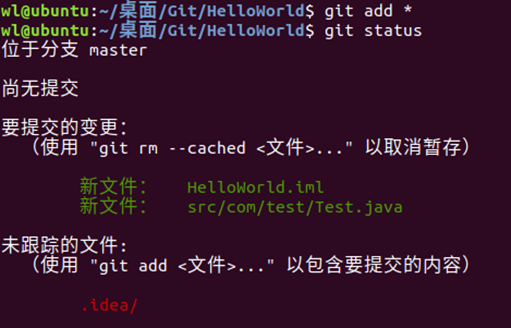 wl@ubuntu:~/桌面/Git/HelloWorld$ git add *
wl@ubuntu:~/桌面/Git/HelloWorld$ git status
位于分支 master
尚无提交
要提交的变更：
（使用 "git rm --cached <文件>..." 以取消暂存）
新文件： HelloWorld.iml
新文件： src/com/test/Test.java
未跟踪的文件:
（使用 "git add <文件>..." 以包含要提交的内容）
.idea/